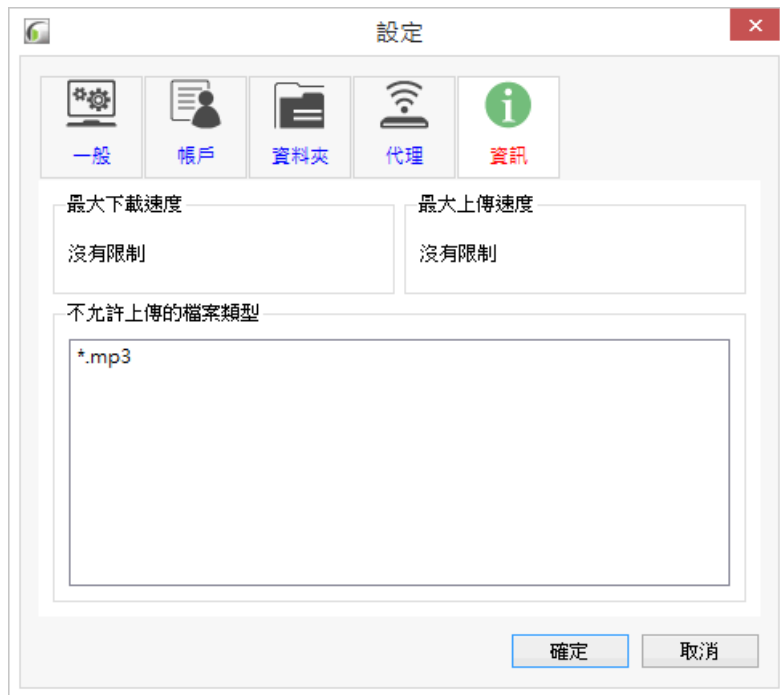 設定
一般 帳戶 資料夾 代理 資訊
最大下載速度 最大上傳速度
沒有限制 沒有限制
不允許上傳的檔案類型
*.mp3
確定 取消